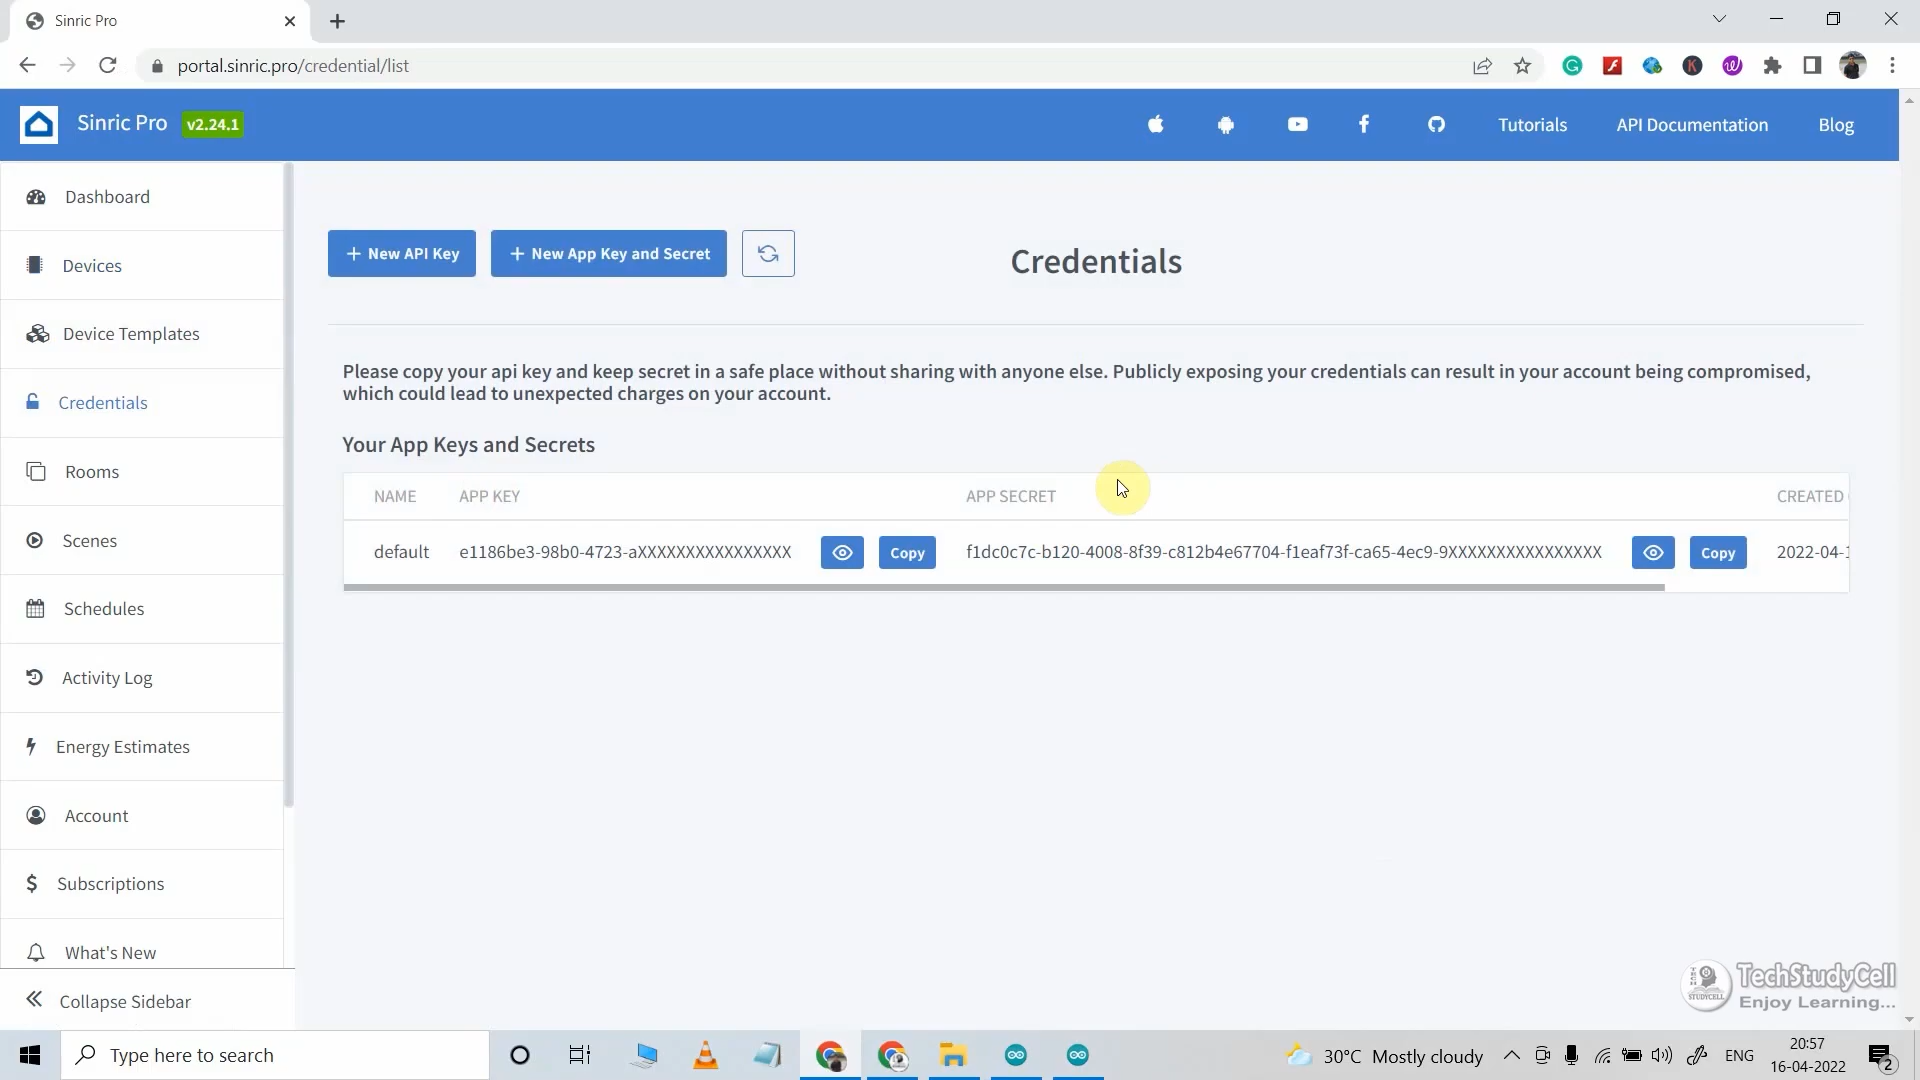 Sinric Pro
portal.sinric.pro/credential/list
Sinric Pro v2.24.1
Tutorials API Documentation Blog
Dashboard
Devices
Device Templates
Credentials
Rooms
Scenes
Schedules
Activity Log
Energy Estimates
Account
Subscriptions
What's New
Collapse Sidebar
New API Key New App Key and Secret
Credentials
Please copy your api key and keep secret in a safe place without sharing with anyone else. Publicly exposing your credentials can result in your account being compromised,
which could lead to unexpected charges on your account.
Your App Keys and Secrets
NAME APP KEY APP SECRET CREATED
default e1186be3-98b0-4723-aXXXXXXXXXXXXXXXX Copy f1dc0c7c-b120-4008-8f39-c812b4e67704-f1eaf73f-ca65-4ec9-9XXXXXXXXXXXXXXXX Copy 2022-04-1
TechStudyCell
Enjoy Learning...
Type here to search
30°C Mostly cloudy
ENG
20:57
16-04-2022
2